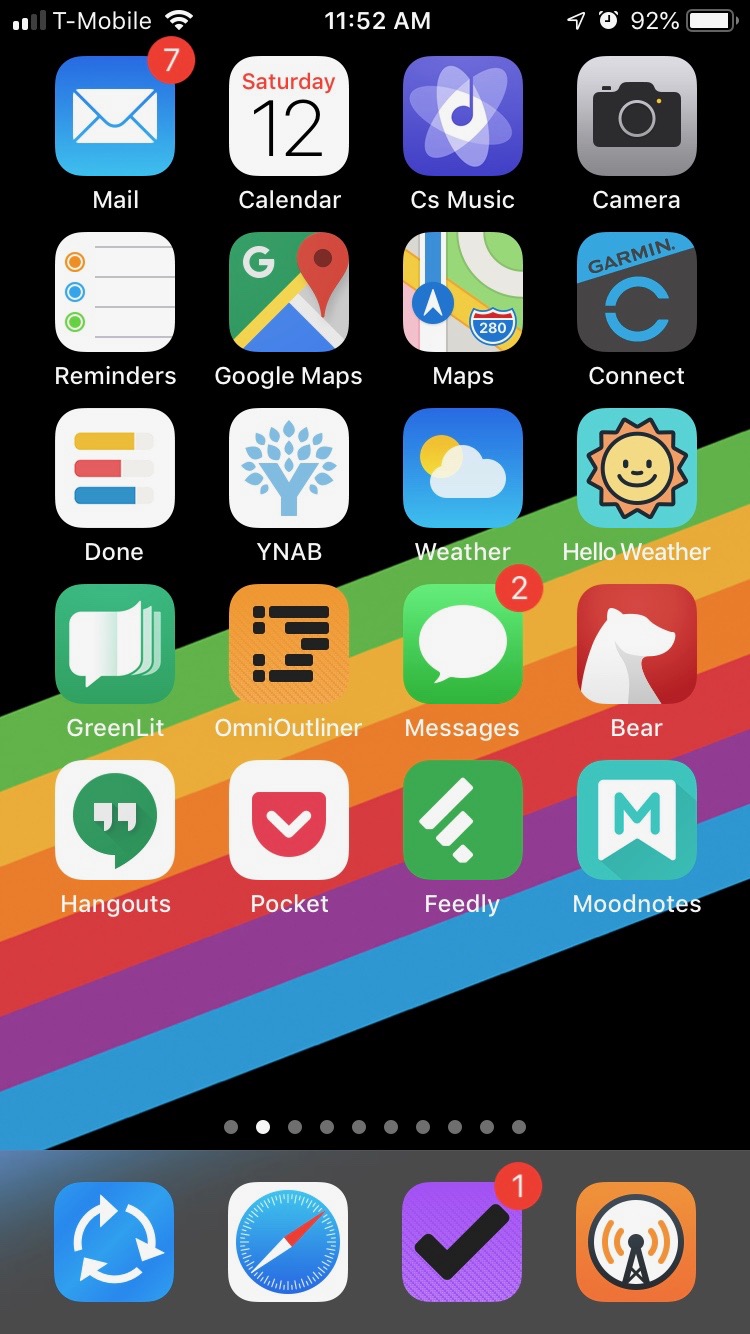 T-Mobile 11:52 AM 92%
7
Saturday
12
Mail Calendar Cs Music Camera
G GARMIN.
280
Reminders Google Maps Maps Connect
Y
Done YNAB Weather Hello Weather
2
GreenLit OmniOutliner Messages Bear
M
Hangouts Pocket Feedly Moodnotes
1